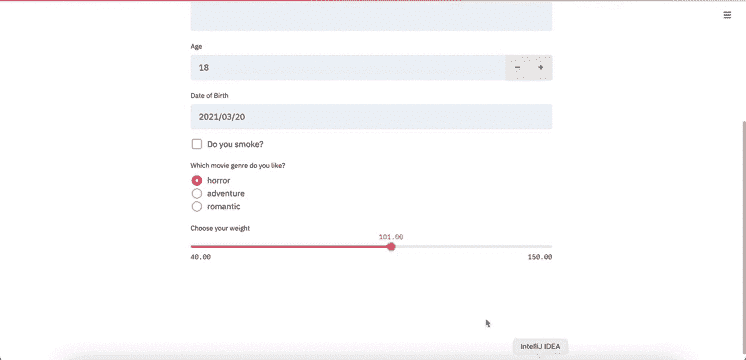 Age
18
− +
Date of Birth
2021/03/20
Do you smoke?
Which movie genre do you like?
horror
adventure
romantic
Choose your weight
101.00
40.00 150.00
IntelliJ IDEA